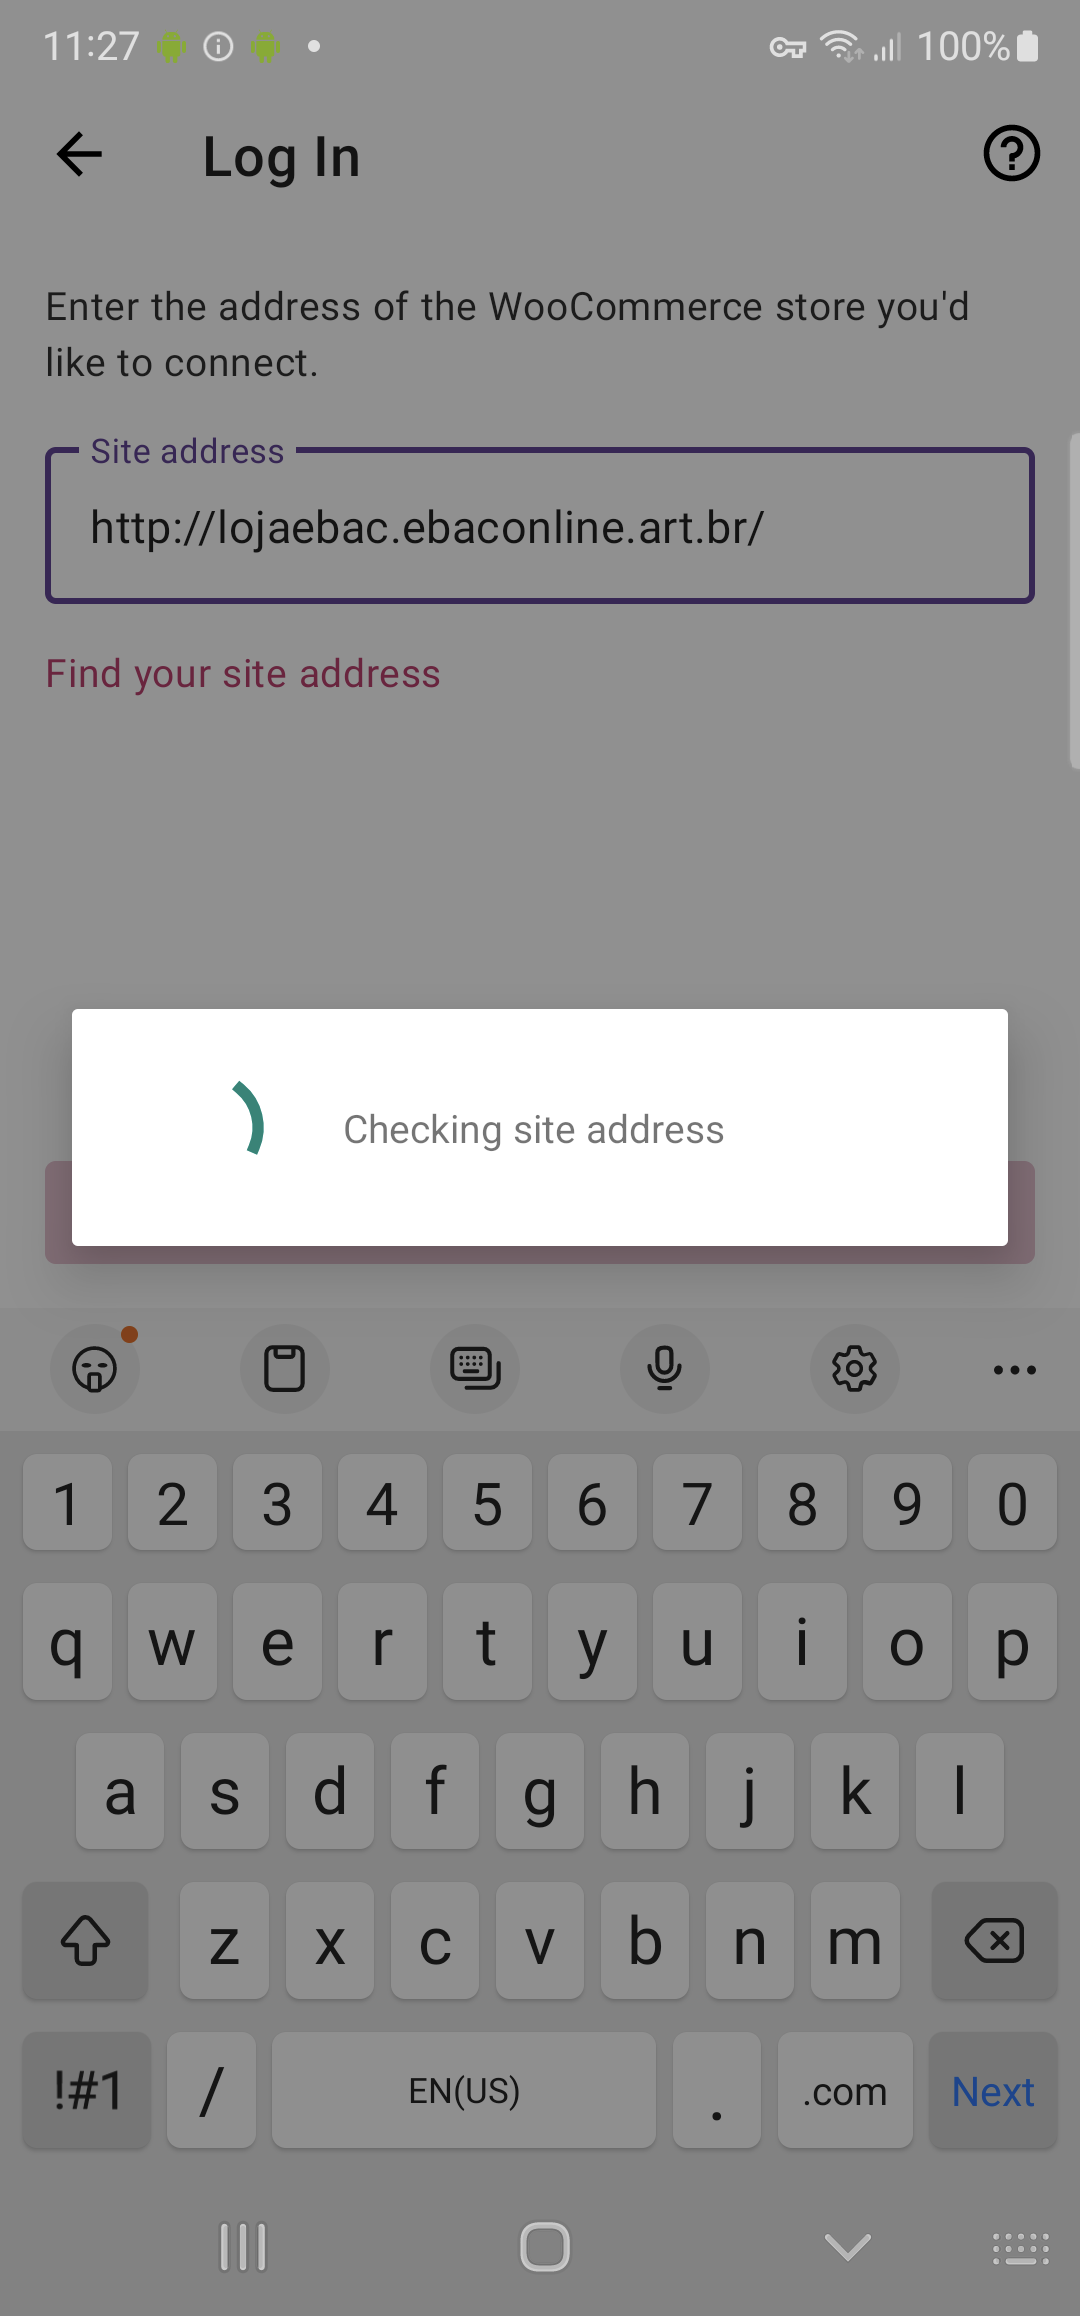 11:27
100%
Log In
Enter the address of the WooCommerce store you'd
like to connect.
Site address
http://lojaebac.ebaconline.art.br/
Find your site address
Checking site address
1 2 3 4 5 6 7 8 9 0
q w e r t y u i o p
a s d f g h j k l
z x c v b n m
!#1 / EN(US) . .com Next